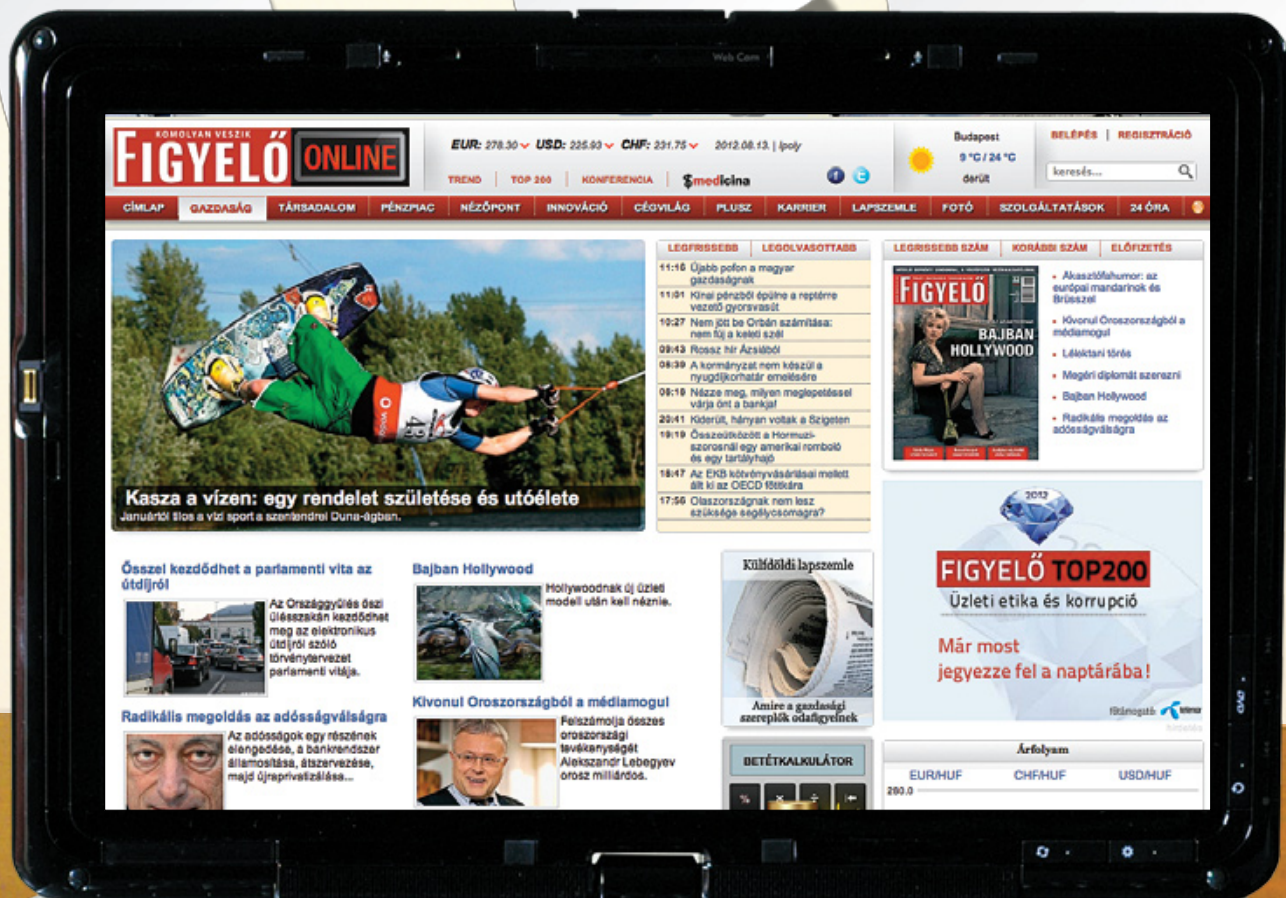 Web Cam
KOMOLYAN VESZIK
FIGYELŐ ONLINE
EUR: 278.30 USD: 225.93 CHF: 231.75 2012.08.13. | Ipoly
TREND | TOP 200 | KONFERENCIA | $medicina
Budapest
9 °C / 24 °C
derült
BELÉPÉS | REGISZTRÁCIÓ
keresés...
CÍMLAP GAZDASÁG TÁRSADALOM PÉNZPIAC NÉZŐPONT INNOVÁCIÓ CÉGVILÁG PLUSZ KARRIER LAPSZEMLE FOTÓ SZOLGÁLTATÁSOK 24 ÓRA
Kasza a vízen: egy rendelet születése és utóélete
Januártól tilos a vízi sport a szentendrei Duna-ágban.
LEGFRISSEBB LEGOLVASOTTABB
11:16 Újabb pofon a magyar
gazdaságnak
11:01 Kínai pénzből épülne a reptérre
vezető gyorsvasút
10:27 Nem jött be Orbán számítása:
nem fúj a keleti szél
09:43 Rossz hír Ázsiából
08:39 A kormányzat nem készül a
nyugdíjkorhatár emelésére
08:19 Nézze meg, milyen meglepetéssel
várja önt a bankja!
20:41 Kiderült, hányan voltak a Szigeten
19:19 Összeütközött a Hormuzi-
szorosnál egy amerikai romboló
és egy tartályhajó
18:47 Az EKB kötvényvásárlásai mellett
állt ki az OECD főtitkára
17:56 Olaszországnak nem lesz
szüksége segélycsomagra?
LEGRISSEBB SZÁM KORÁBBI SZÁM ELŐFIZETÉS
FIGYELŐ
BAJBAN
HOLLYWOOD
Akasztófahumor: az
európai mandarinok és
Brüsszel
Kivonul Oroszországból a
médiamogul
Lélektani törés
Megéri diplomát szerezni
Bajban Hollywood
Radikális megoldás az
adósságválságra
2012
FIGYELŐ TOP200
Üzleti etika és korrupció
Már most
jegyezze fel a naptárába!
főtámogató: telenor
hirdetés
Ősszel kezdődhet a parlamenti vita az
útdíjról
Az Országgyűlés őszi
ülésszakán kezdődhet
meg az elektronikus
útdíjról szóló
törvénytervezet
parlamenti vitája.
Bajban Hollywood
Hollywoodnak új üzleti
modell után kell néznie.
Radikális megoldás az adósságválságra
Az adósságok egy részének
elengedése, a bankrendszer
államosítása, átszervezése,
majd újraprivatizálása...
Kivonul Oroszországból a médiamogul
Felszámolja összes
oroszországi
tevékenységét
Alekszandr Lebegyev
orosz milliárdos.
Külföldi lapszemle
Amire a gazdasági
szereplők odafigyelnek
BETÉTKALKULÁTOR
Árfolyam
EUR/HUF CHF/HUF USD/HUF
280.0
DVD